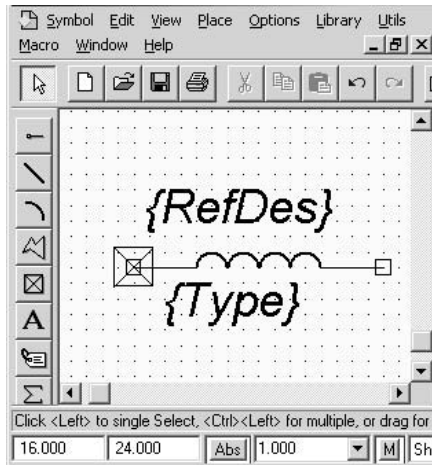 Symbol Edit View Place Options Library Utils
Macro Window Help
{RefDes}
{Type}
A
Σ
Click <Left> to single Select, <Ctrl><Left> for multiple, or drag for
16.000 24.000 Abs 1.000 M Sh